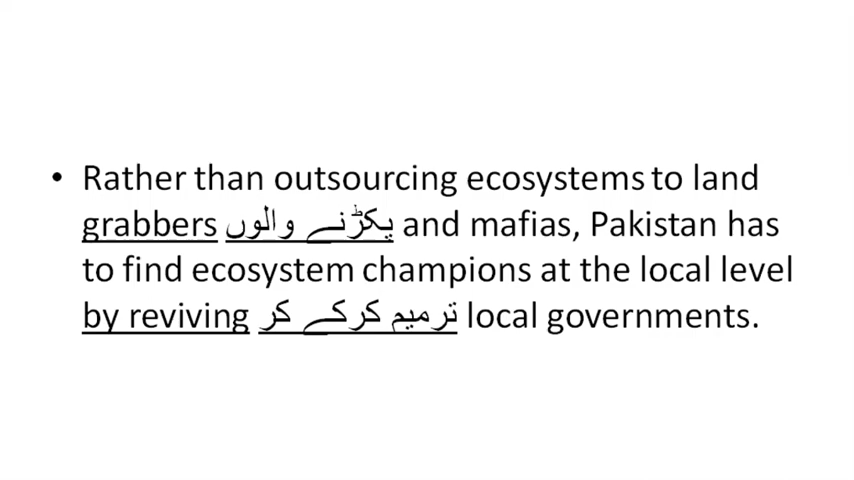 • Rather than outsourcing ecosystems to land
grabbers پکڑنے والوں and mafias, Pakistan has
to find ecosystem champions at the local level
by reviving ترمیم کرکے کر local governments.